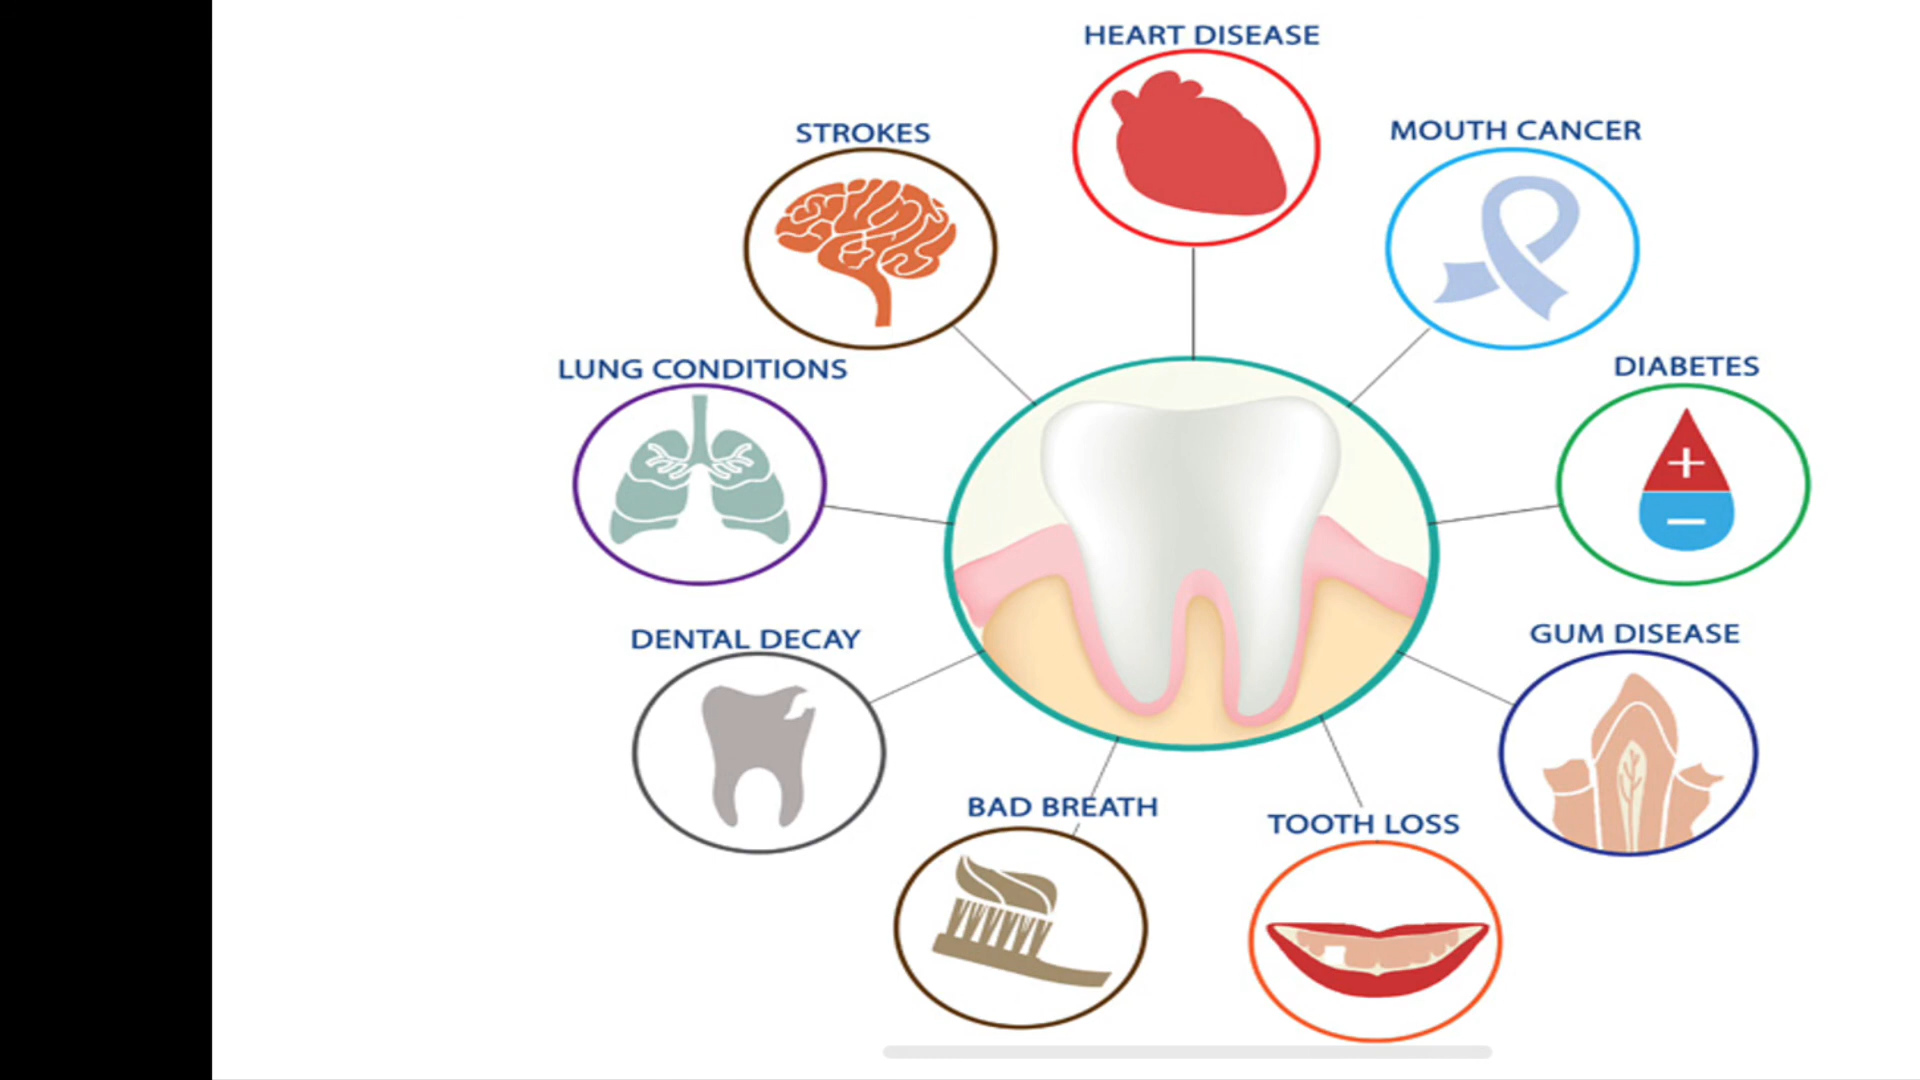 HEART DISEASE
STROKES
MOUTH CANCER
LUNG CONDITIONS
DIABETES
DENTAL DECAY
GUM DISEASE
BAD BREATH
TOOTH LOSS